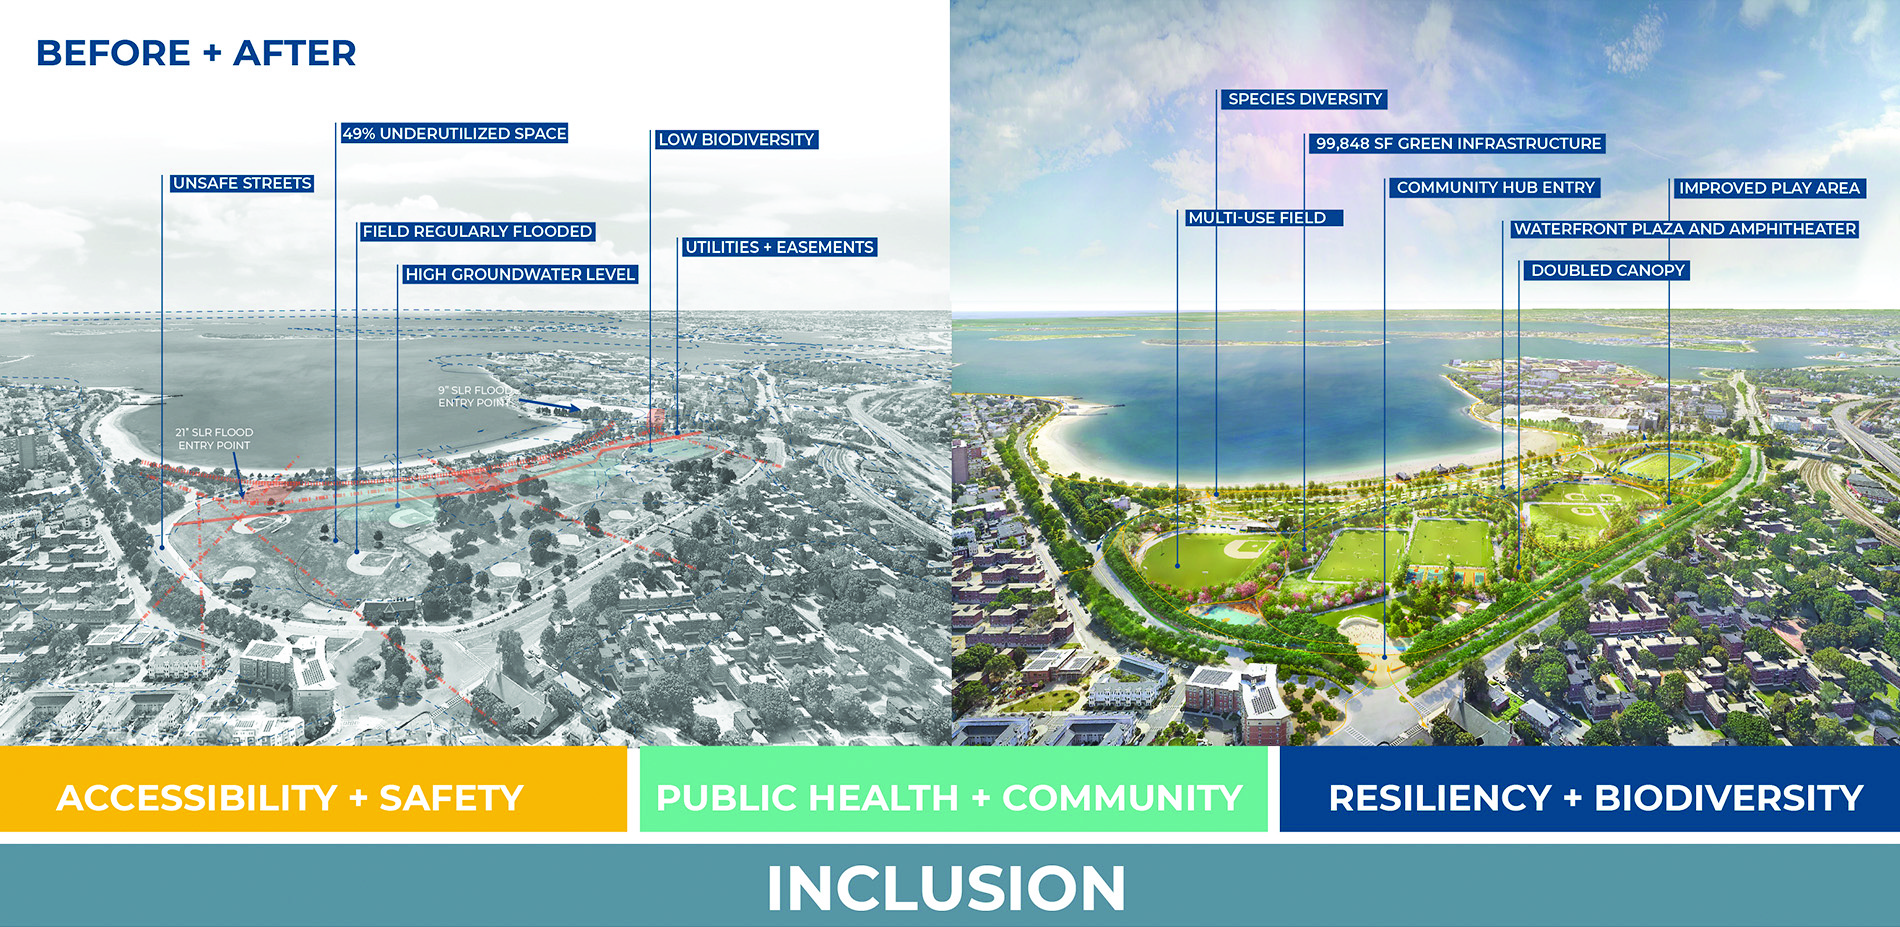 BEFORE + AFTER
49% UNDERUTILIZED SPACE
LOW BIODIVERSITY
UNSAFE STREETS
FIELD REGULARLY FLOODED
UTILITIES + EASEMENTS
HIGH GROUNDWATER LEVEL
9" SLR FLOOD
ENTRY POINT
21" SLR FLOOD
ENTRY POINT
SPECIES DIVERSITY
99,848 SF GREEN INFRASTRUCTURE
COMMUNITY HUB ENTRY
IMPROVED PLAY AREA
MULTI-USE FIELD
WATERFRONT PLAZA AND AMPHITHEATER
DOUBLED CANOPY
ACCESSIBILITY + SAFETY
PUBLIC HEALTH + COMMUNITY
RESILIENCY + BIODIVERSITY
INCLUSION